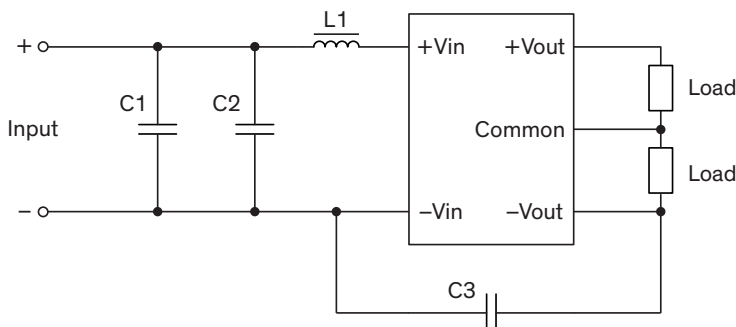 L1
+
+Vin
+Vout
C1
C2
Load
Input
Common
Load
–
–Vin
–Vout
C3